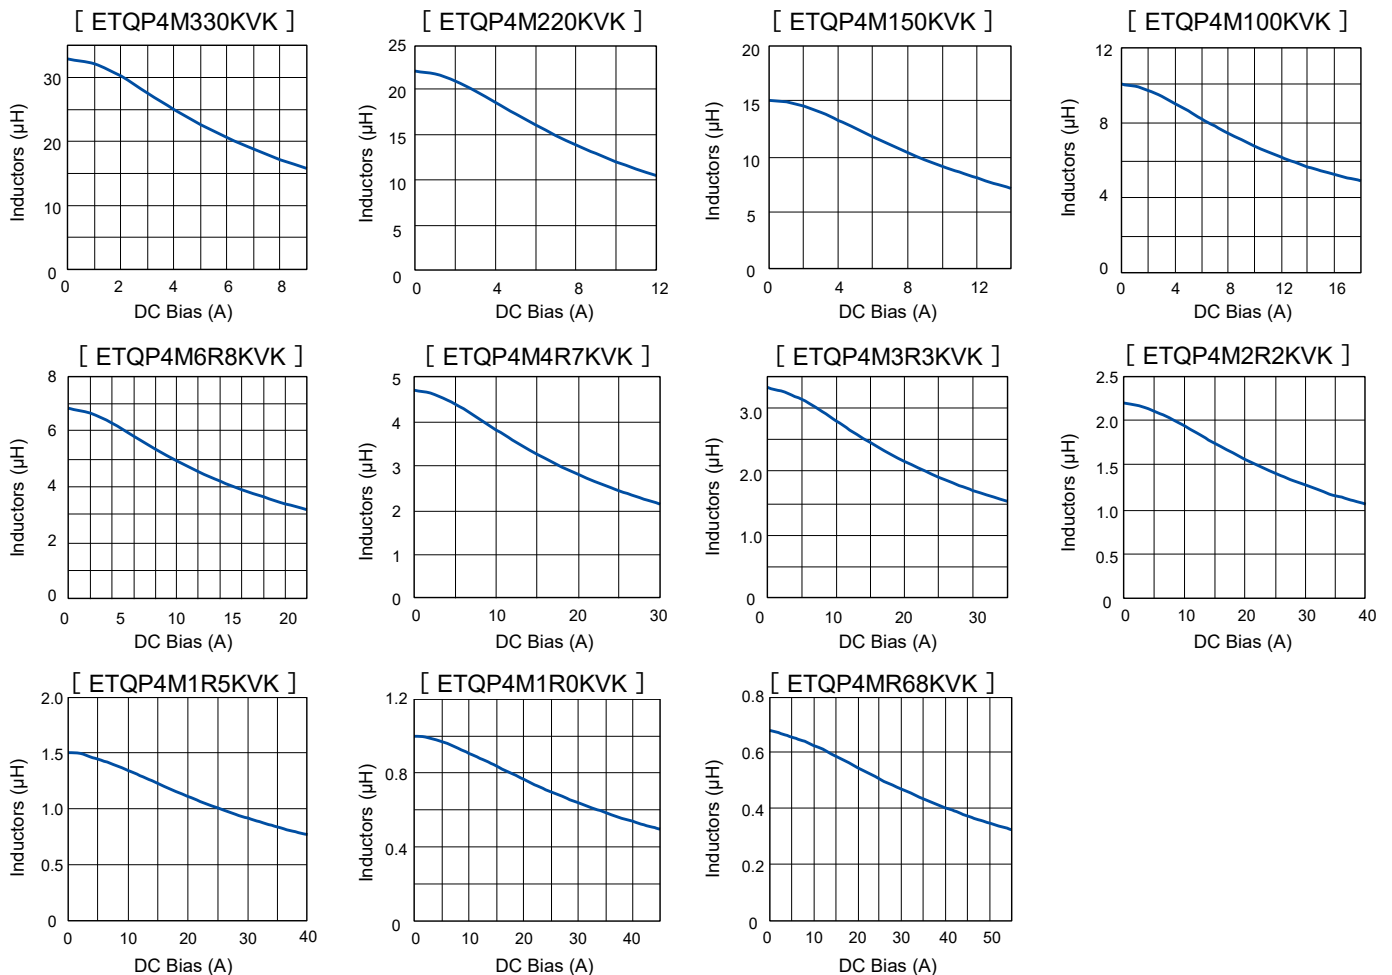 [ ETQP4M330KVK ]
Inductors (µH)
30
20
10
0
0 2 4 6 8
DC Bias (A)
[ ETQP4M220KVK ]
Inductors (µH)
25
20
15
10
5
0
0 4 8 12
DC Bias (A)
[ ETQP4M150KVK ]
Inductors (µH)
20
15
10
5
0
0 4 8 12
DC Bias (A)
[ ETQP4M100KVK ]
Inductors (µH)
12
8
4
0
0 4 8 12 16
DC Bias (A)
[ ETQP4M6R8KVK ]
Inductors (µH)
8
6
4
2
0
0 5 10 15 20
DC Bias (A)
[ ETQP4M4R7KVK ]
Inductors (µH)
5
4
3
2
1
0
0 10 20 30
DC Bias (A)
[ ETQP4M3R3KVK ]
Inductors (µH)
3.0
2.0
1.0
0
0 10 20 30
DC Bias (A)
[ ETQP4M2R2KVK ]
Inductors (µH)
2.5
2.0
1.5
1.0
0.5
0
0 10 20 30 40
DC Bias (A)
[ ETQP4M1R5KVK ]
Inductors (µH)
2.0
1.5
1.0
0.5
0
0 10 20 30 40
DC Bias (A)
[ ETQP4M1R0KVK ]
Inductors (µH)
1.2
0.8
0.4
0
0 10 20 30 40
DC Bias (A)
[ ETQP4MR68KVK ]
Inductors (µH)
0.8
0.6
0.4
0.2
0
0 10 20 30 40 50
DC Bias (A)